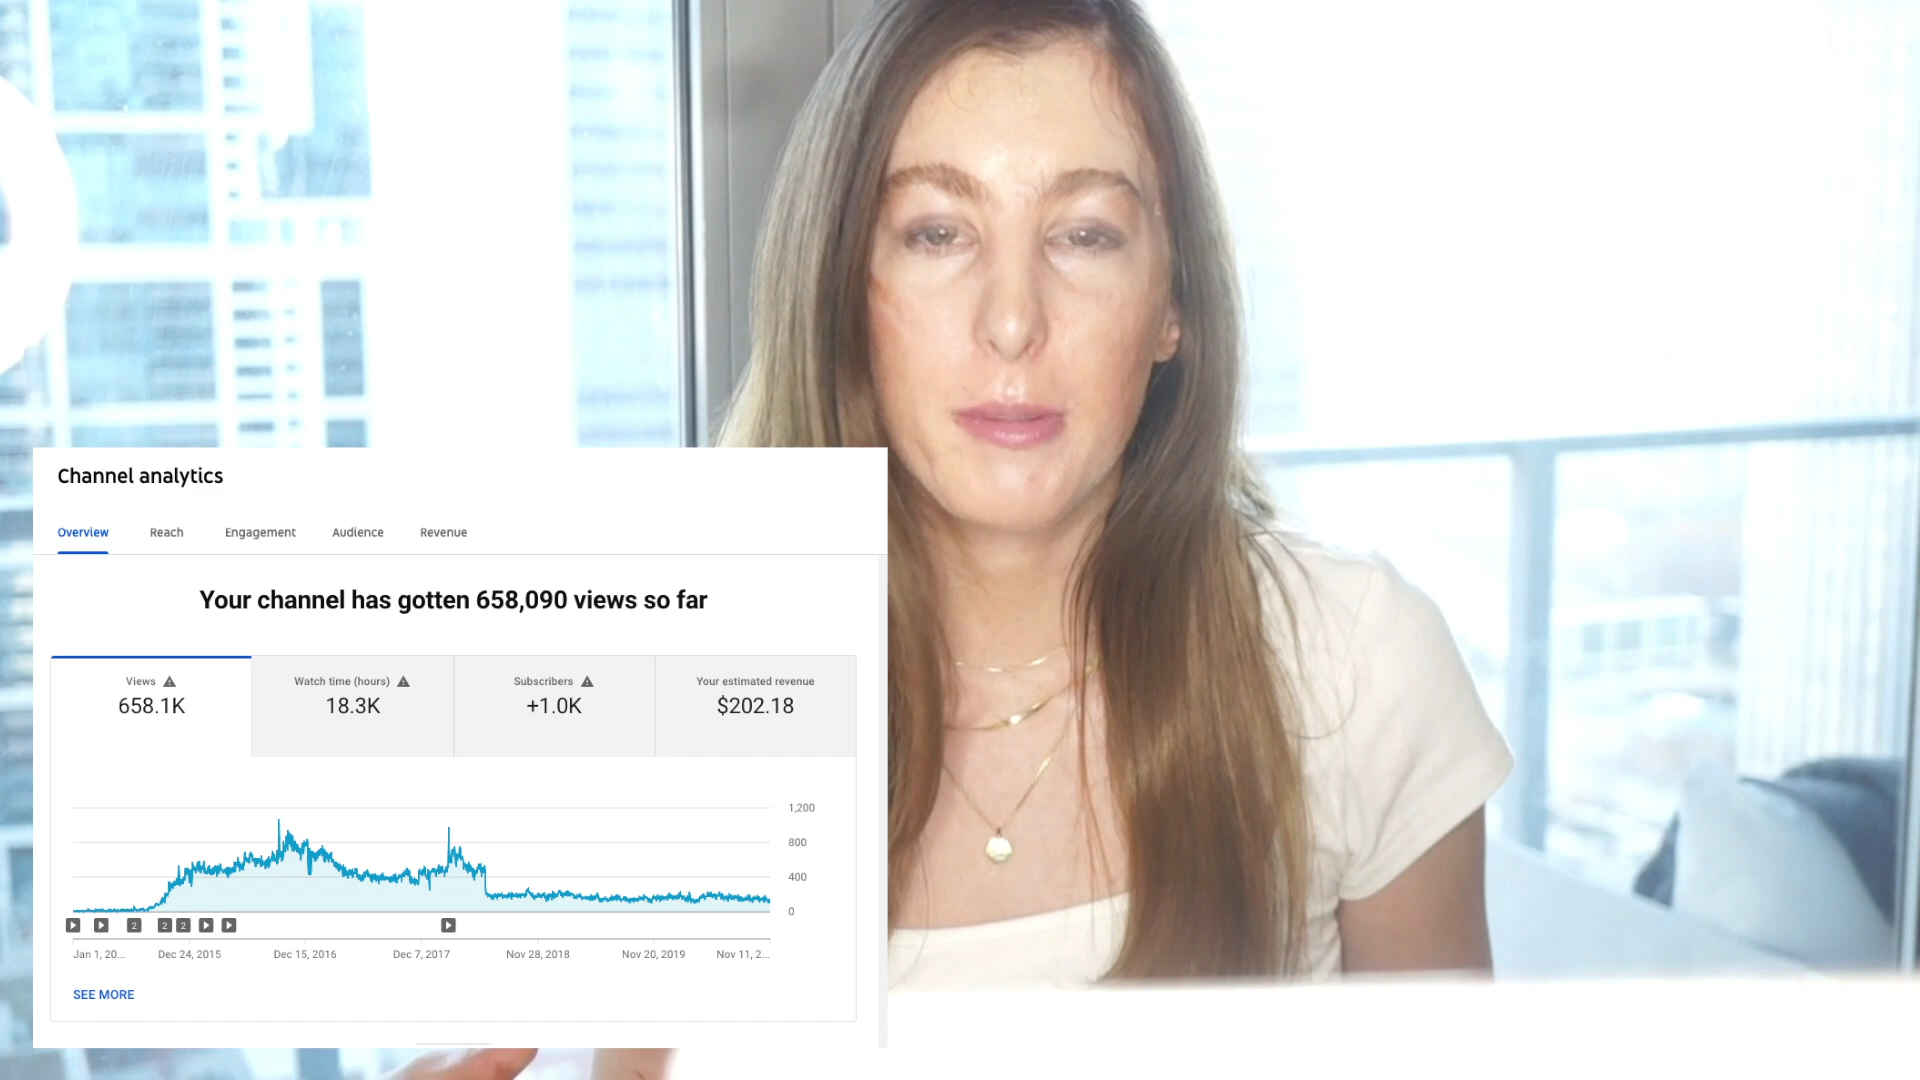 Channel analytics
Overview Reach Engagement Audience Revenue
Your channel has gotten 658,090 views so far
Views Watch time (hours) Subscribers Your estimated revenue
658.1K 18.3K +1.0K $202.18
1,200
800
400
0
2 2 2
Jan 1, 20... Dec 24, 2015 Dec 15, 2016 Dec 7, 2017 Nov 28, 2018 Nov 20, 2019 Nov 11, 2...
SEE MORE